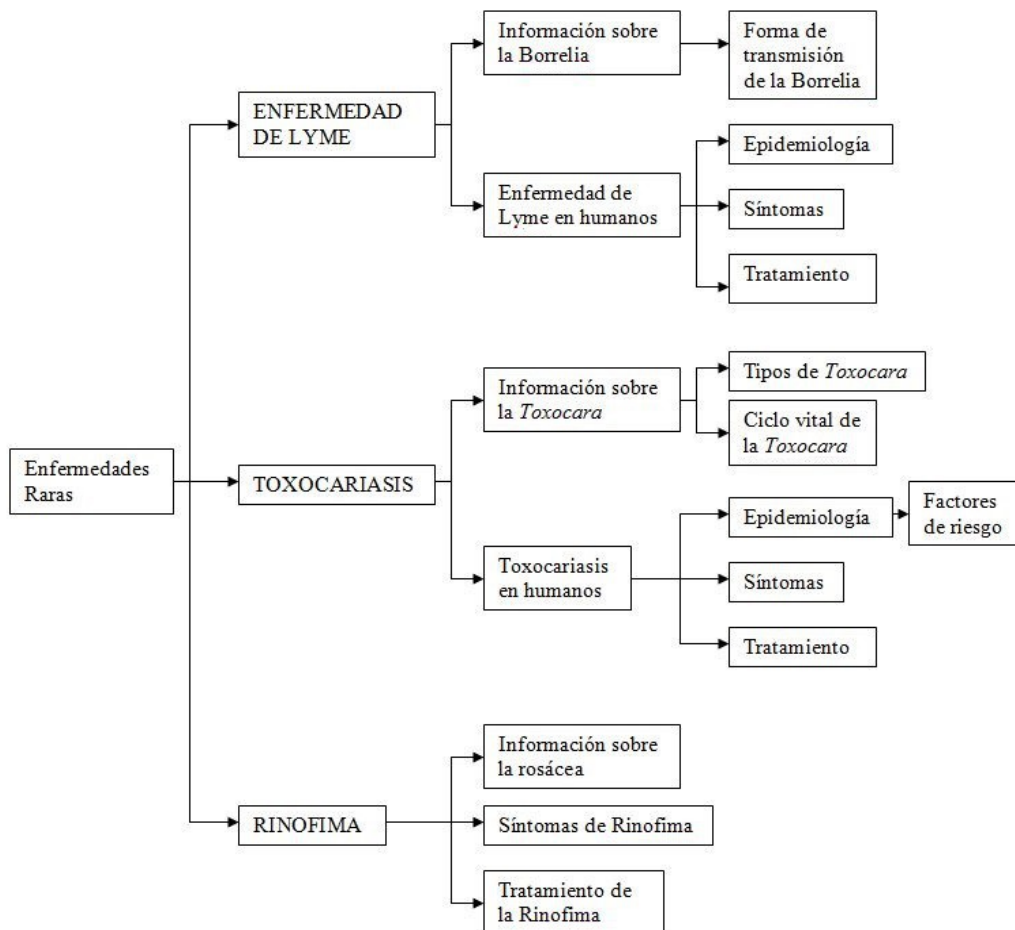 Enfermedades
Raras
ENFERMEDAD
DE LYME
Información sobre
la Borrelia
Forma de
transmisión
de la Borrelia
Enfermedad de
Lyme en humanos
Epidemiología
Síntomas
Tratamiento
TOXOCARIASIS
Información sobre
la Toxocara
Tipos de Toxocara
Ciclo vital de
la Toxocara
Toxocariasis
en humanos
Epidemiología
Factores
de riesgo
Síntomas
Tratamiento
RINOFIMA
Información sobre
la rosácea
Síntomas de Rinofima
Tratamiento de
la Rinofima